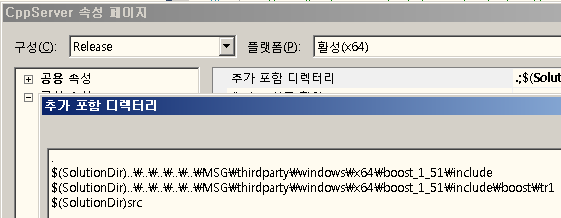 CppServer 속성 페이지
구성(C): Release 플랫폼(P): 활성(x64)
공용 속성 추가 포함 디렉터리 .;$(Solut
추가 포함 디렉터리
.
$(SolutionDir)..₩..₩..₩..₩..₩MSG₩thirdparty₩windows₩x64₩boost_1_51₩include
$(SolutionDir)..₩..₩..₩..₩..₩MSG₩thirdparty₩windows₩x64₩boost_1_51₩include₩boost₩tr1
$(SolutionDir)src